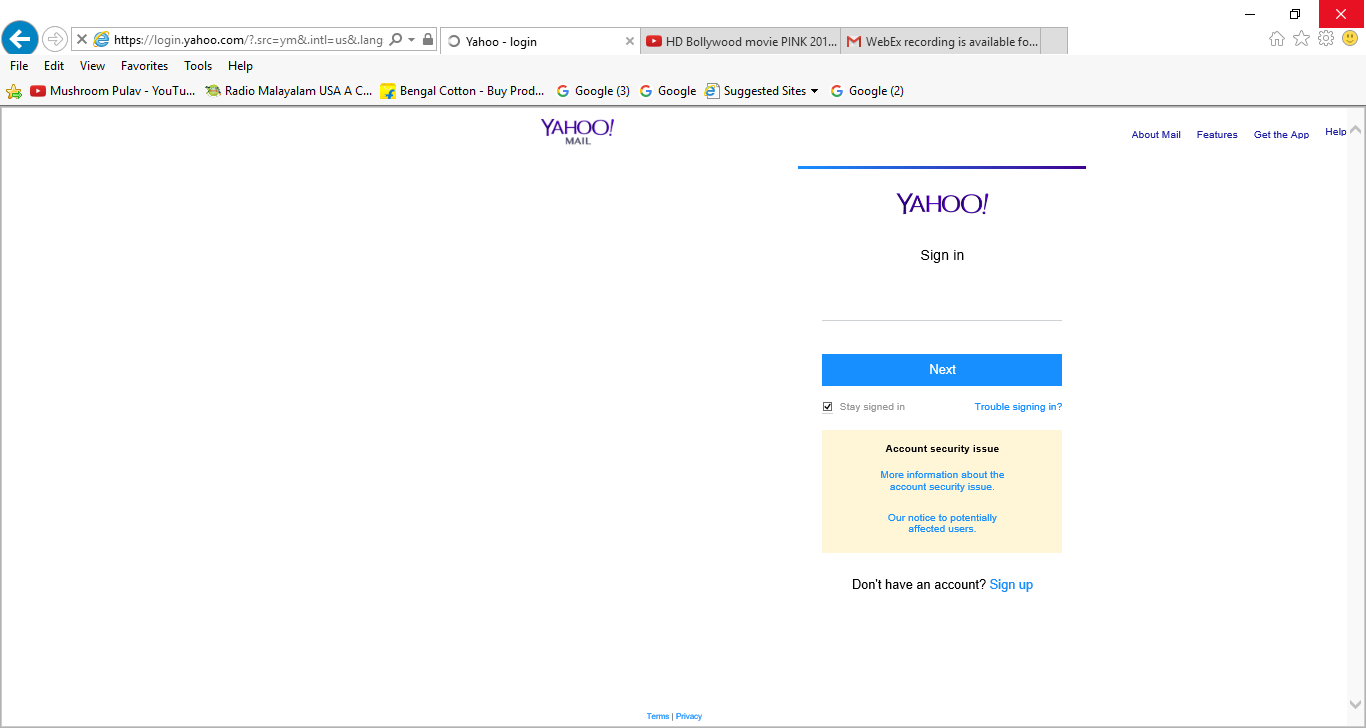 https://login.yahoo.com/?.src=ym&.intl=us&.lang
Yahoo - login
HD Bollywood movie PINK 201...
WebEx recording is available fo...
File Edit View Favorites Tools Help
Mushroom Pulav - YouTu... Radio Malayalam USA A C... Bengal Cotton - Buy Prod... Google (3) Google Suggested Sites Google (2)
YAHOO!
MAIL
About Mail Features Get the App Help
YAHOO!
Sign in
Next
Stay signed in Trouble signing in?
Account security issue
More information about the
account security issue.
Our notice to potentially
affected users.
Don't have an account? Sign up
Terms | Privacy